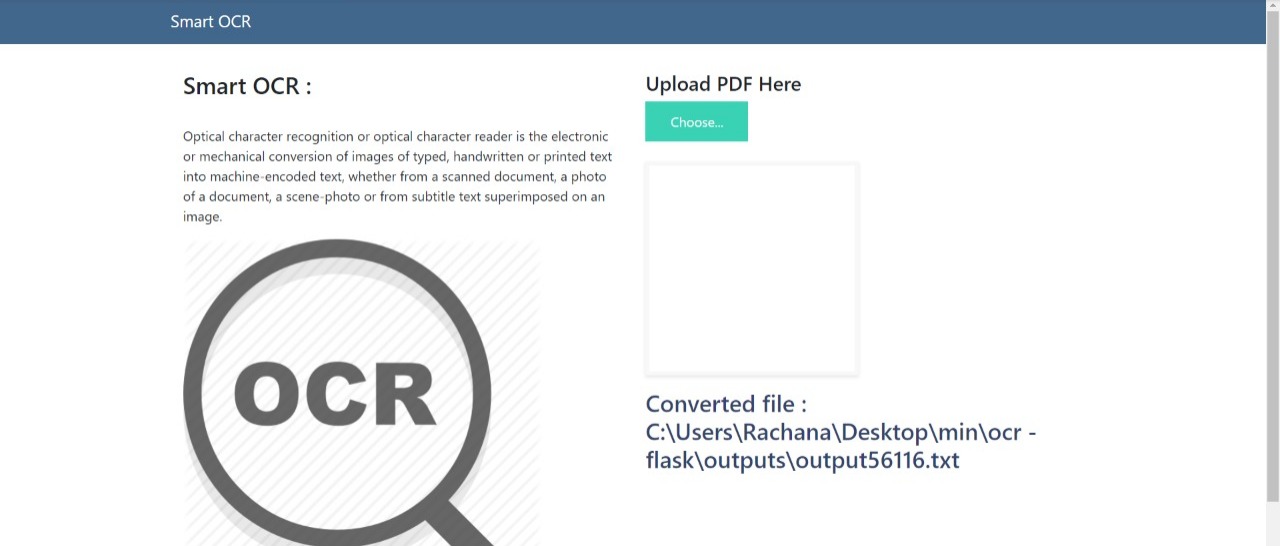 Smart OCR
Smart OCR :
Optical character recognition or optical character reader is the electronic
or mechanical conversion of images of typed, handwritten or printed text
into machine-encoded text, whether from a scanned document, a photo
of a document, a scene-photo or from subtitle text superimposed on an
image.
OCR
Upload PDF Here
Choose...
Converted file :
C:\Users\Rachana\Desktop\min\ocr -
flask\outputs\output56116.txt